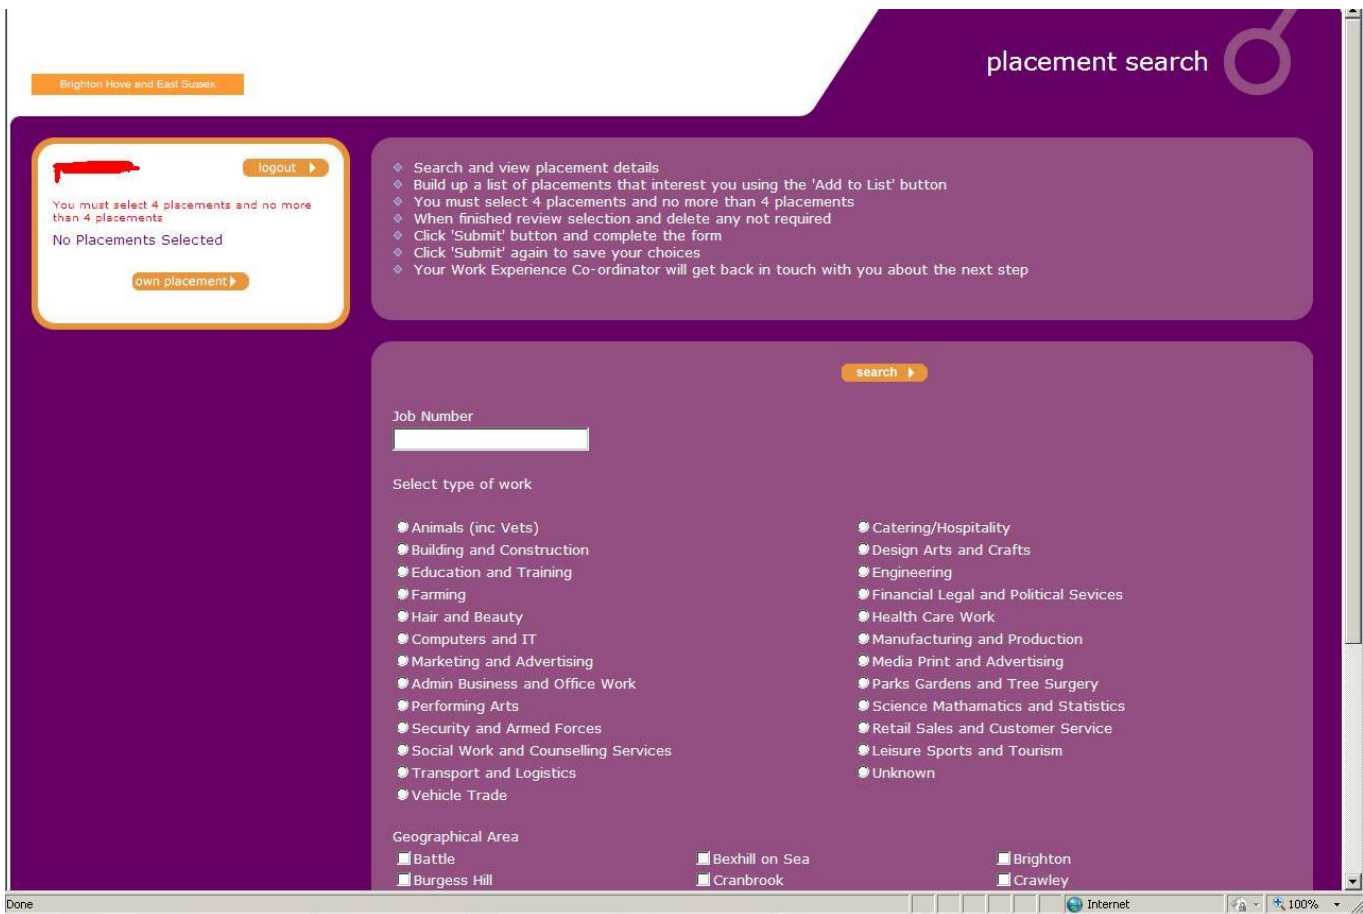 placement search
Brighton Hove and East Sussex
logout
You must select 4 placements and no more
than 4 placements
No Placements Selected
own placement
Search and view placement details
Build up a list of placements that interest you using the 'Add to List' button
You must select 4 placements and no more than 4 placements
When finished review selection and delete any not required
Click 'Submit' button and complete the form
Click 'Submit' again to save your choices
Your Work Experience Co-ordinator will get back in touch with you about the next step
search
Job Number
Select type of work
Animals (inc Vets)
Catering/Hospitality
Building and Construction
Design Arts and Crafts
Education and Training
Engineering
Farming
Financial Legal and Political Sevices
Hair and Beauty
Health Care Work
Computers and IT
Manufacturing and Production
Marketing and Advertising
Media Print and Advertising
Admin Business and Office Work
Parks Gardens and Tree Surgery
Performing Arts
Science Mathamatics and Statistics
Security and Armed Forces
Retail Sales and Customer Service
Social Work and Counselling Services
Leisure Sports and Tourism
Transport and Logistics
Unknown
Vehicle Trade
Geographical Area
Battle
Bexhill on Sea
Brighton
Burgess Hill
Cranbrook
Crawley
Done
Internet
100%